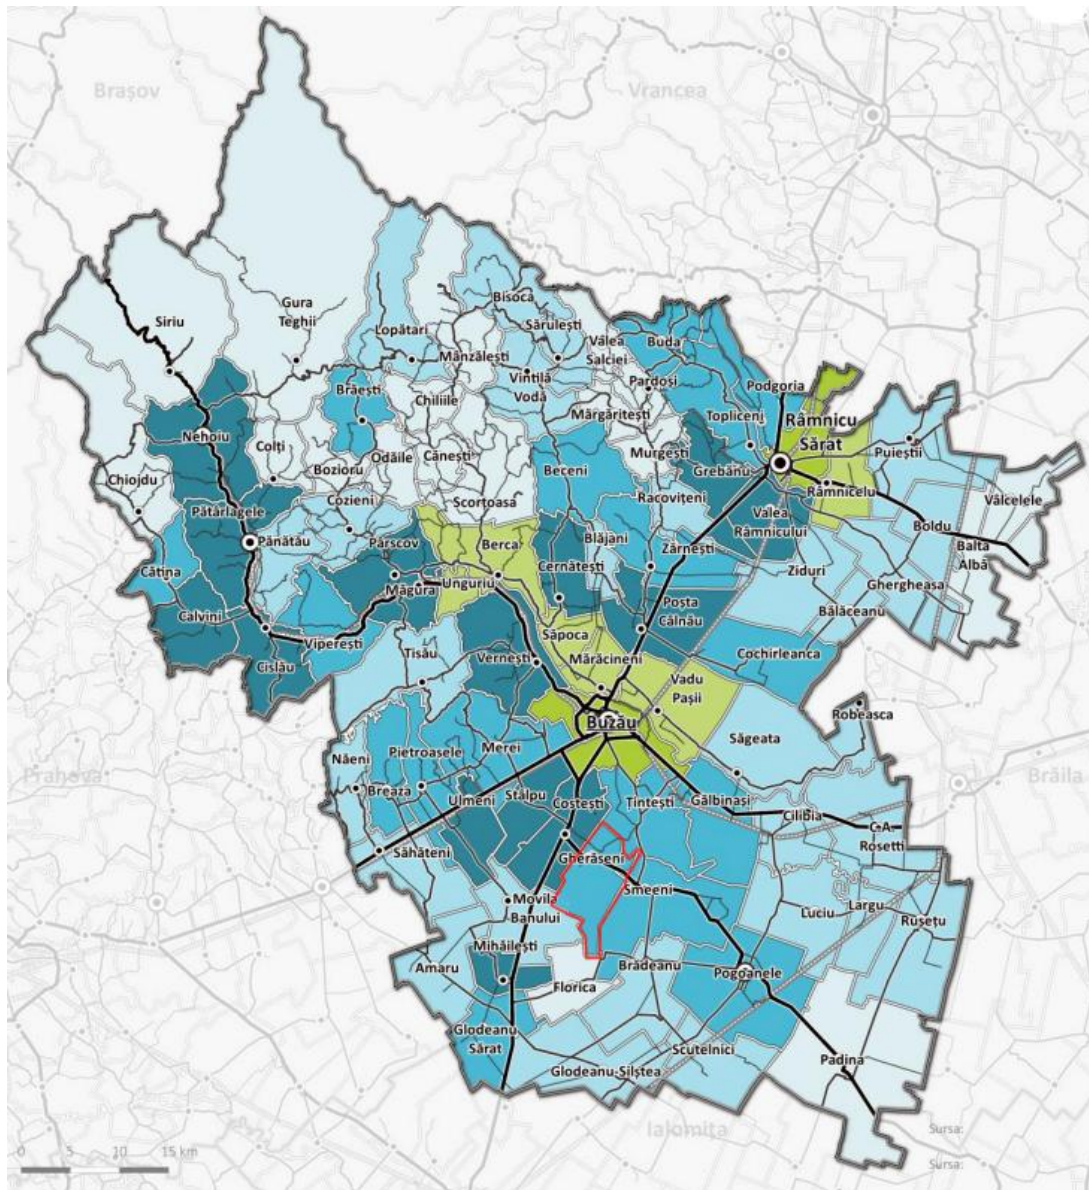 Brașov
Vrancea
Siriu
Gura
Teghii
Lopătari
Bisoca
Sărulești
Mânzălești
Vintilă
Vodă
Valea
Salciei
Buda
Pardoși
Podgoria
Brăești
Chiliile
Mărgăritești
Topliceni
Râmnicu
Sărat
Nehoiu
Colți
Odăile
Cănești
Murgești
Grebănu
Puieștii
Chiojdu
Bozioru
Beceni
Râmnicelu
Vâlcelele
Cozieni
Scorțoasa
Racovițeni
Pătârlagele
Valea
Râmnicului
Boldu
Pănătău
Pârscov
Berca
Blăjani
Zărnești
Balta
Albă
Cătina
Măgura
Unguriu
Cernătești
Ziduri
Ghergheasa
Calvini
Poșta
Câlnău
Bălăceanu
Viperești
Săpoca
Cislău
Tisău
Vernești
Mărăcineni
Cochirleanca
Vadu
Pașii
Buzău
Robeasca
Săgeata
Merei
Pietroasele
Năeni
Prahova
Brăila
Breaza
Ulmeni
Stâlpu
Costești
Țintești
Gălbinași
Cilibia
C.A.
Rosetti
Săhăteni
Gherăseni
Smeeni
Movila
Banului
Luciu
Largu
Rușețu
Mihăilești
Amaru
Brădeanu
Pogoanele
Florica
Glodeanu
Sărat
Scutelnici
Padina
Glodeanu-Siliștea
Ialomița
Sursa:
0 5 10 15 km
Sursa: